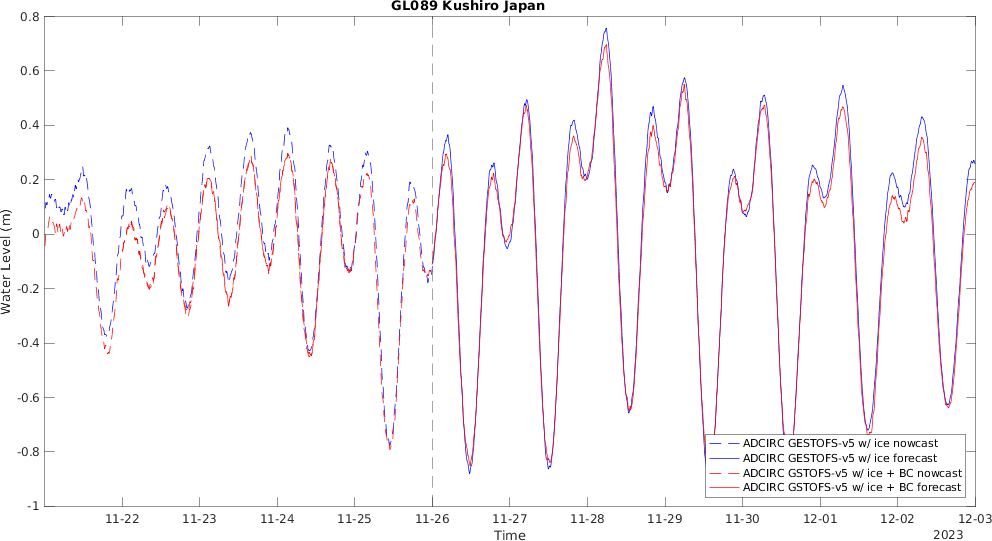 GL089 Kushiro Japan
0.8
0.6
0.4
0.2
0
-0.2
-0.4
-0.6
-0.8
-1
Water Level (m)
ADCIRC GESTOFS-v5 w/ ice nowcast
ADCIRC GESTOFS-v5 w/ ice forecast
ADCIRC GSTOFS-v5 w/ ice + BC nowcast
ADCIRC GSTOFS-v5 w/ ice + BC forecast
11-22 11-23 11-24 11-25 11-26 11-27 11-28 11-29 11-30 12-01 12-02 12-03
Time
2023